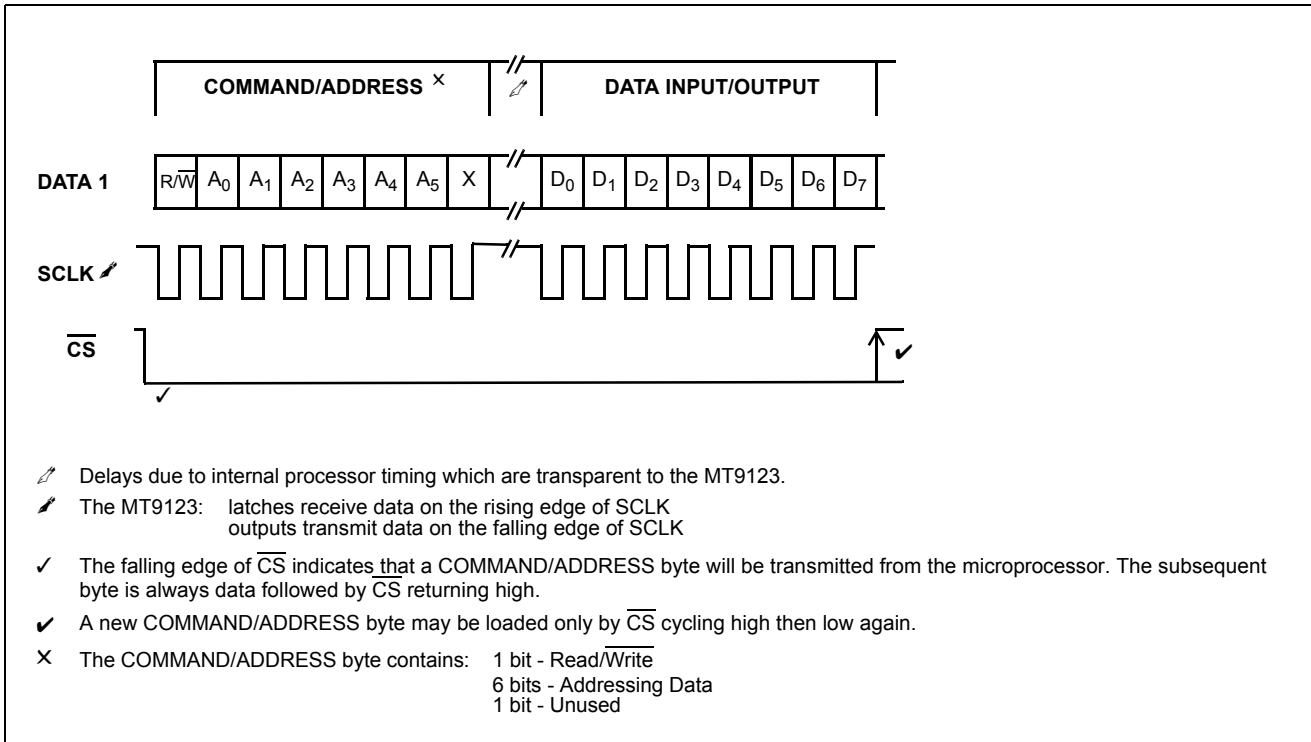 COMMAND/ADDRESS ✕ DATA INPUT/OUTPUT
DATA 1 R/W̅ A₀ A₁ A₂ A₃ A₄ A₅ X D₀ D₁ D₂ D₃ D₄ D₅ D₆ D₇
SCLK
C̅S̅
Delays due to internal processor timing which are transparent to the MT9123.
The MT9123: latches receive data on the rising edge of SCLK
outputs transmit data on the falling edge of SCLK
✓ The falling edge of C̅S̅ indicates that a COMMAND/ADDRESS byte will be transmitted from the microprocessor. The subsequent
byte is always data followed by C̅S̅ returning high.
✔ A new COMMAND/ADDRESS byte may be loaded only by C̅S̅ cycling high then low again.
✕ The COMMAND/ADDRESS byte contains: 1 bit - Read/W̅r̅i̅t̅e̅
6 bits - Addressing Data
1 bit - Unused